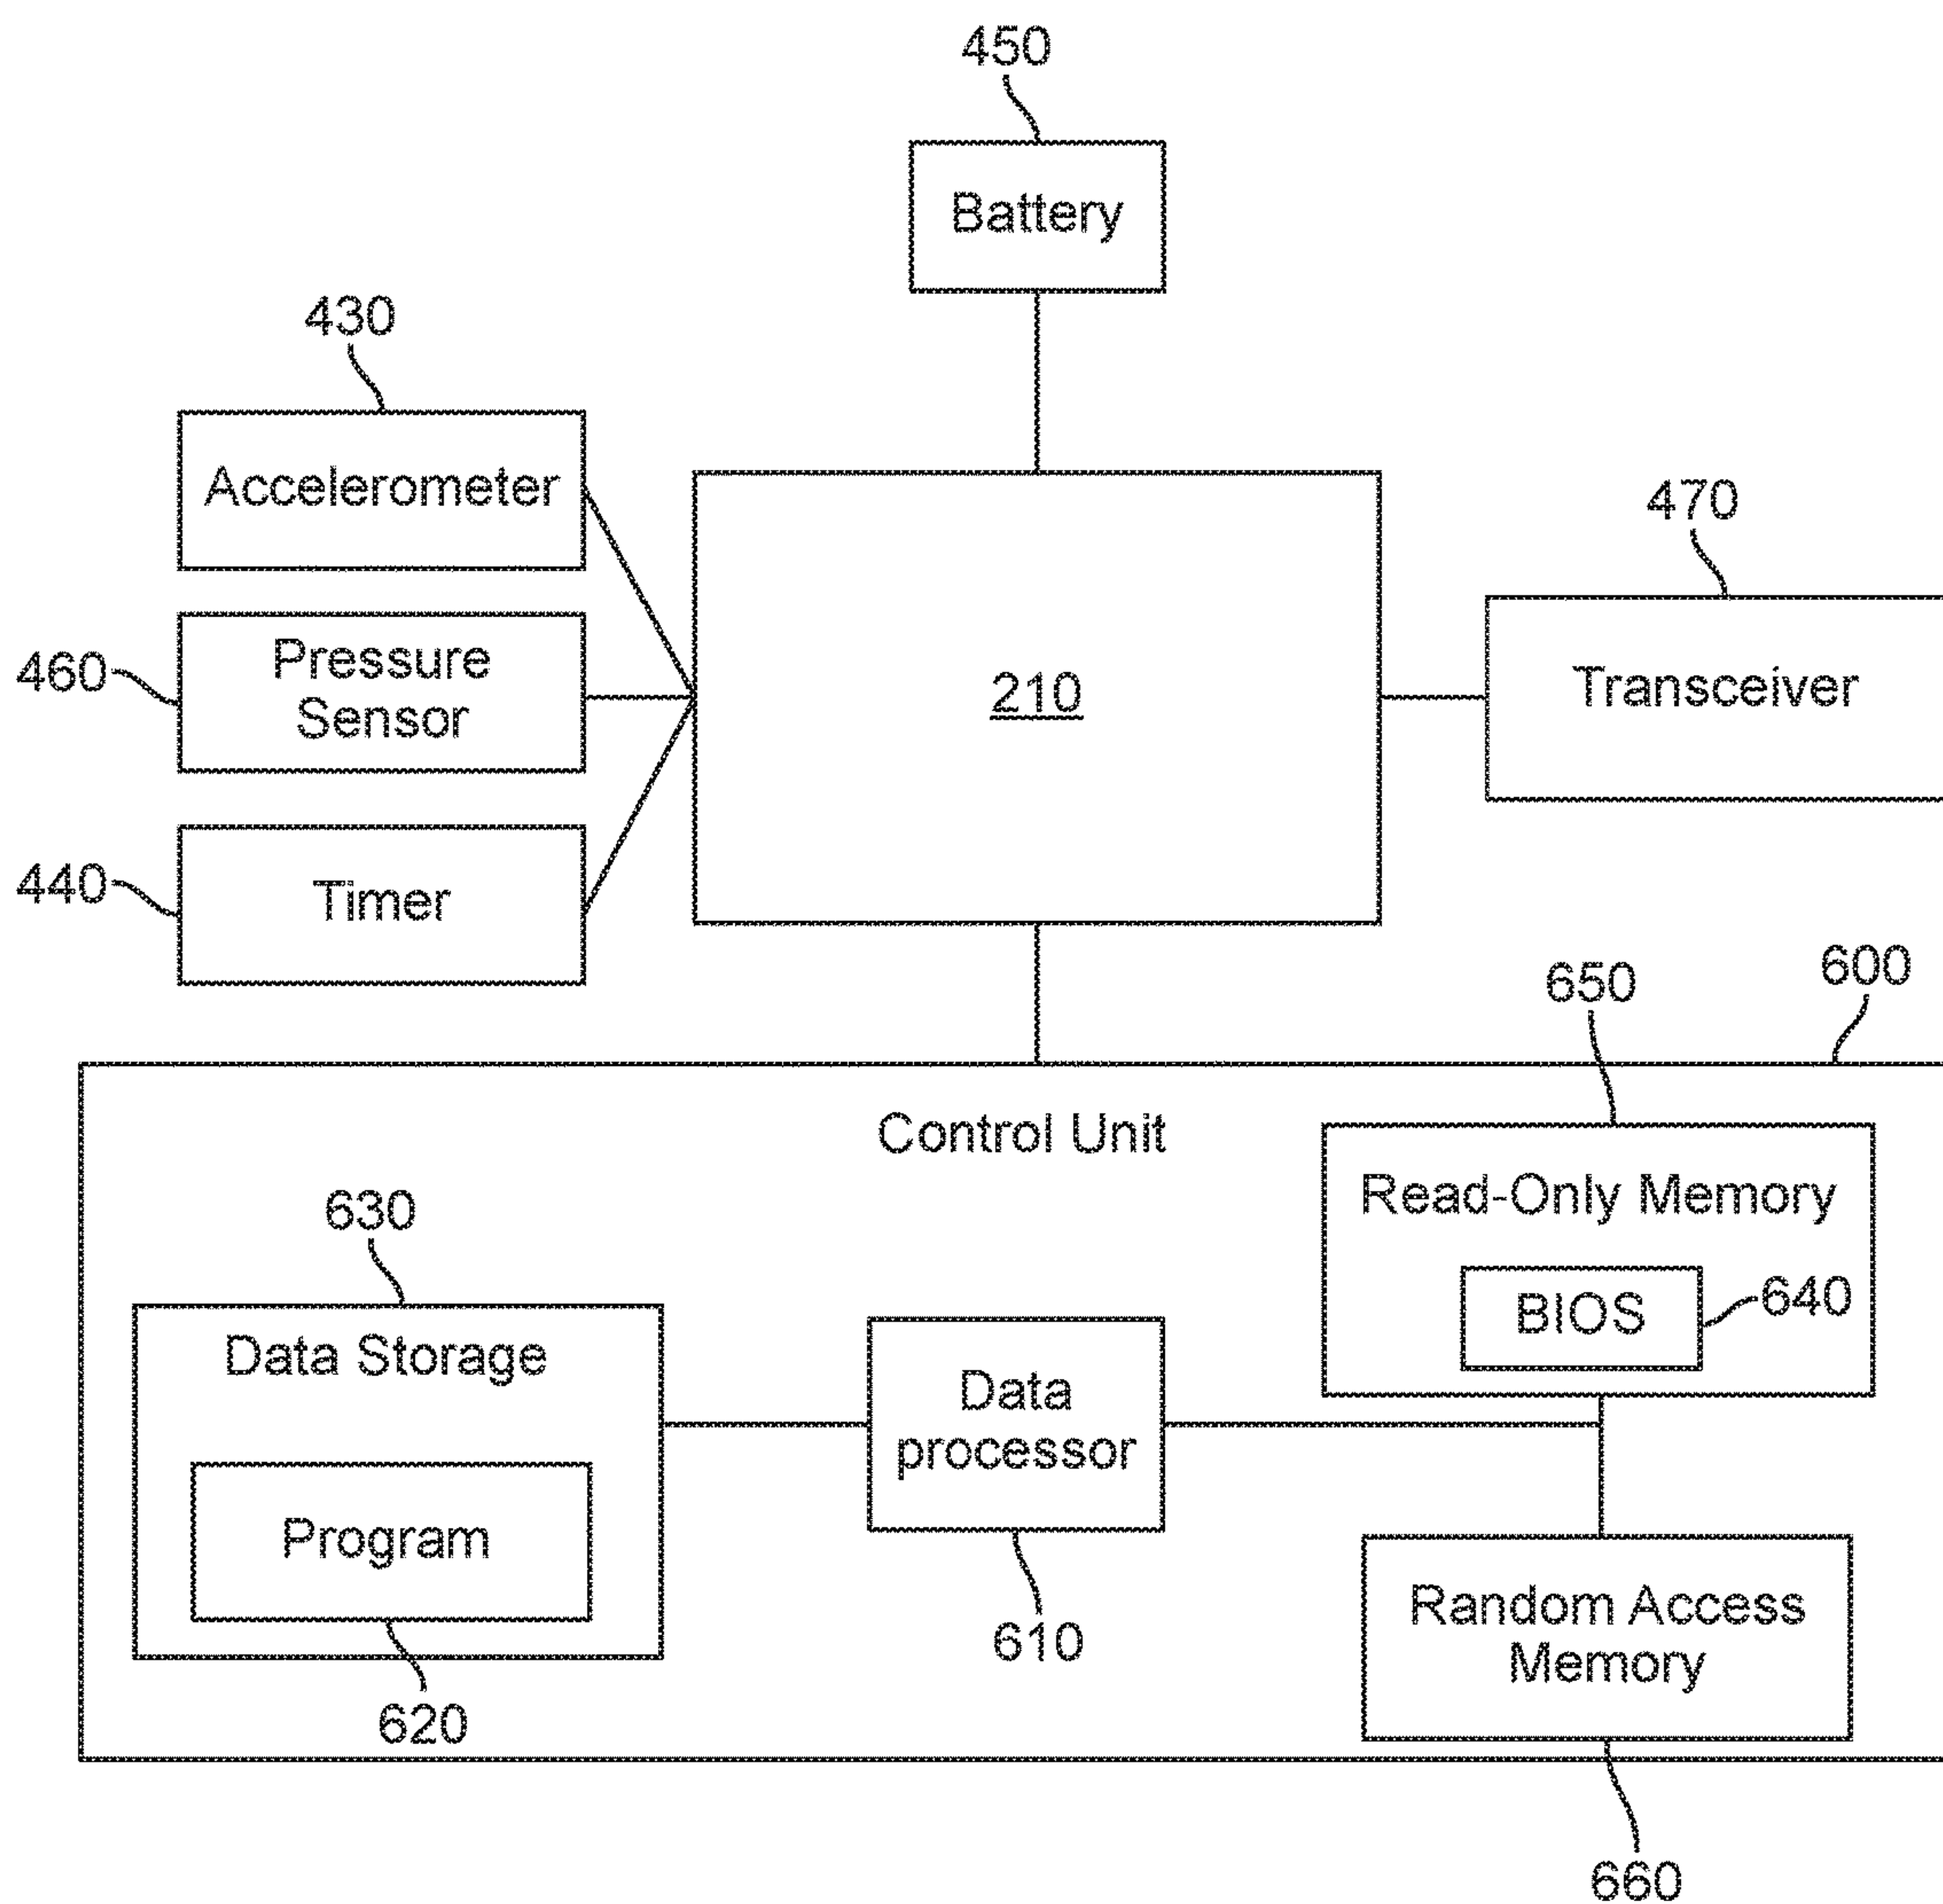 450
Battery
430
Accelerometer
470
460
Pressure
Sensor
210
Transceiver
440
Timer
650
600
Control Unit
Read-Only Memory
630
BIOS
640
Data Storage
Data
processor
Program
Random Access
Memory
610
620
660